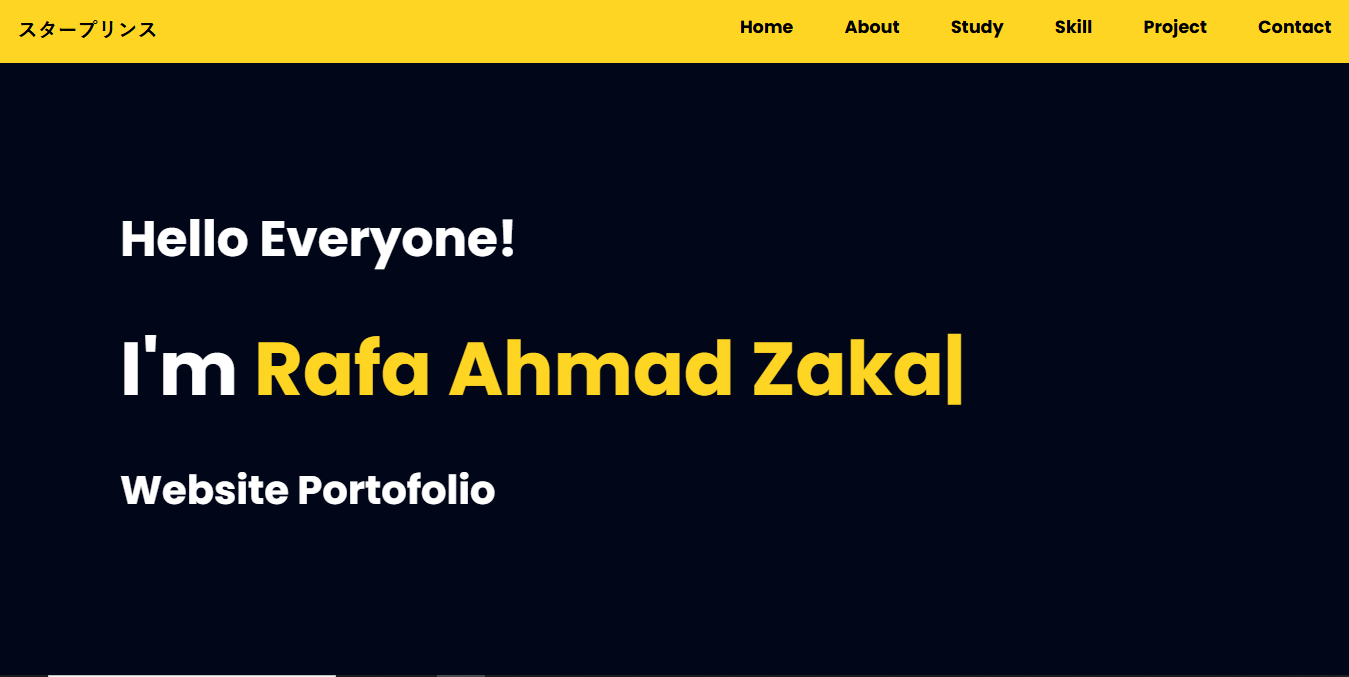 スタープリンス
Home About Study Skill Project Contact
Hello Everyone!
I'm Rafa Ahmad Zaka|
Website Portofolio